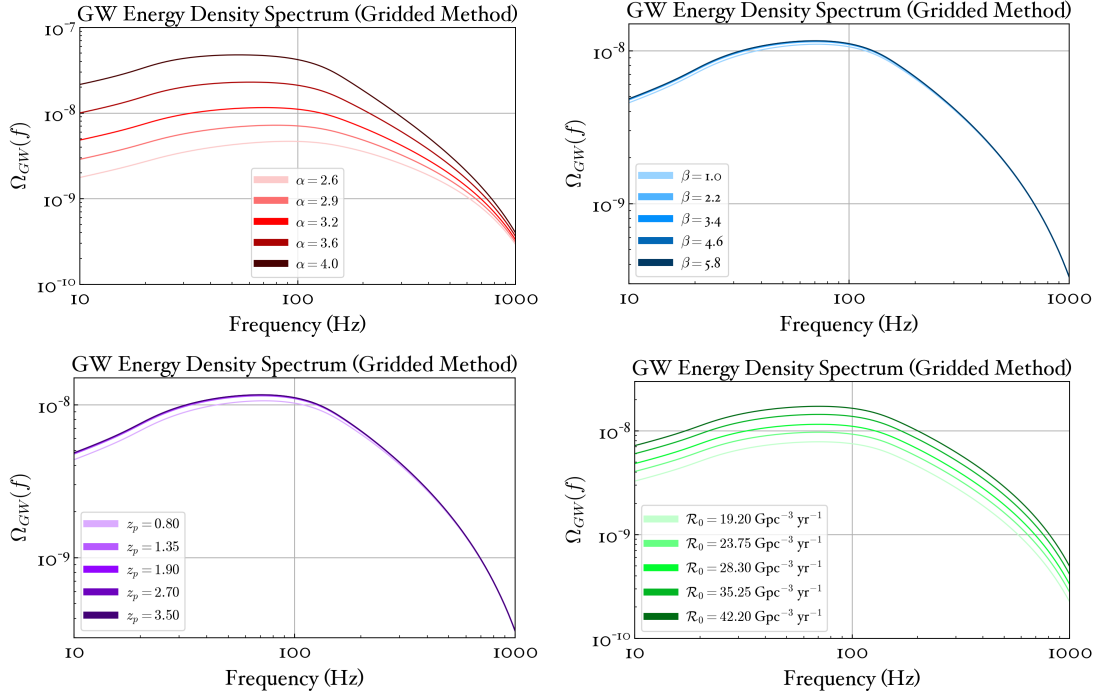 GW Energy Density Spectrum (Gridded Method)
10⁻⁷
10⁻⁸
10⁻⁹
10⁻¹⁰
Ω_GW(f)
α = 2.6
α = 2.9
α = 3.2
α = 3.6
α = 4.0
10 100 1000
Frequency (Hz)
GW Energy Density Spectrum (Gridded Method)
10⁻⁸
10⁻⁹
Ω_GW(f)
β = 1.0
β = 2.2
β = 3.4
β = 4.6
β = 5.8
10 100 1000
Frequency (Hz)
GW Energy Density Spectrum (Gridded Method)
10⁻⁸
10⁻⁹
Ω_GW(f)
z_p = 0.80
z_p = 1.35
z_p = 1.90
z_p = 2.70
z_p = 3.50
10 100 1000
Frequency (Hz)
GW Energy Density Spectrum (Gridded Method)
10⁻⁸
10⁻⁹
10⁻¹⁰
Ω_GW(f)
ℛ₀ = 19.20 Gpc⁻³ yr⁻¹
ℛ₀ = 23.75 Gpc⁻³ yr⁻¹
ℛ₀ = 28.30 Gpc⁻³ yr⁻¹
ℛ₀ = 35.25 Gpc⁻³ yr⁻¹
ℛ₀ = 42.20 Gpc⁻³ yr⁻¹
10 100 1000
Frequency (Hz)